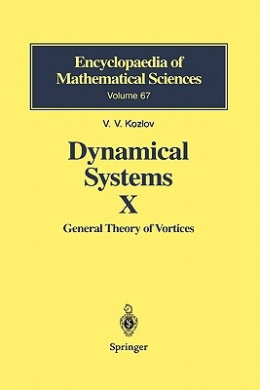 Encyclopaedia of
Mathematical Sciences
Volume 67
V. V. Kozlov
Dynamical
Systems
X
General Theory of Vortices
Springer